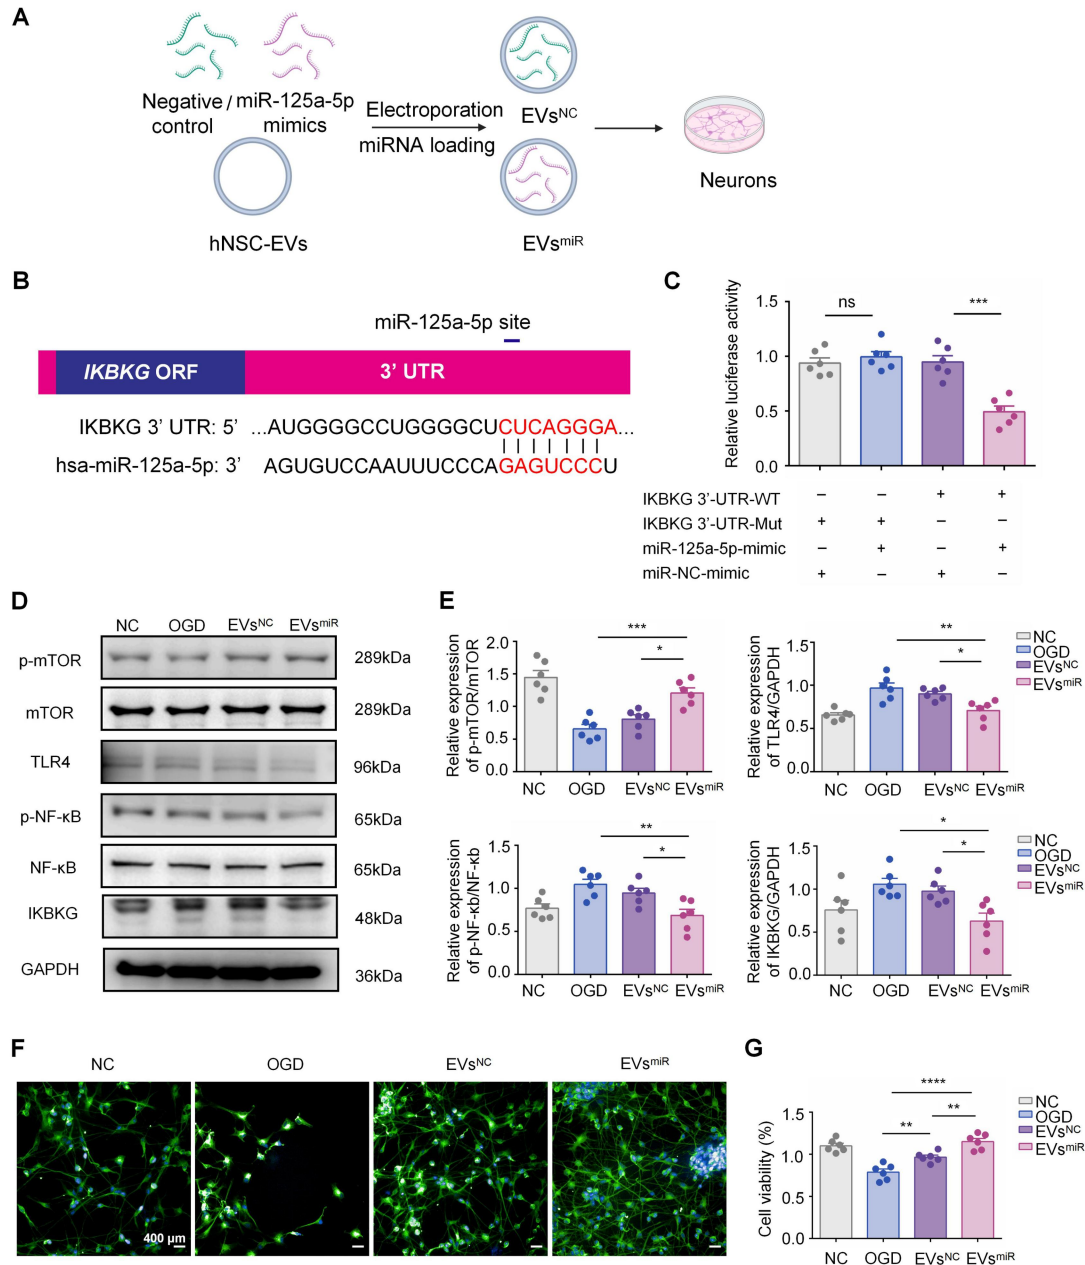 A
Negative / miR-125a-5p
control mimics
hNSC-EVs
Electroporation
miRNA loading
EVsNC
EVsmiR
Neurons
B
miR-125a-5p site
IKBKG ORF
3’ UTR
IKBKG 3’ UTR: 5’ ...AUGGGGCCUGGGGCUCUCAGGGA...
hsa-miR-125a-5p: 3’ AGUGUCCAAUUUCCCAGAGUCCCU
C
Relative luciferase activity
1.5
1.0
0.5
0.0
ns
***
IKBKG 3’-UTR-WT – – + +
IKBKG 3’-UTR-Mut + + – –
miR-125a-5p-mimic – + – +
miR-NC-mimic + – + –
D
NC OGD EVsNC EVsmiR
p-mTOR 289kDa
mTOR 289kDa
TLR4 96kDa
p-NF-κB 65kDa
NF-κB 65kDa
IKBKG 48kDa
GAPDH 36kDa
E
Relative expression
of p-mTOR/mTOR
2.0
1.5
1.0
0.5
0.0
***
*
NC OGD EVsNC EVsmiR
Relative expression
of TLR4/GAPDH
1.5
1.0
0.5
0.0
**
*
NC OGD EVsNC EVsmiR
NC
OGD
EVsNC
EVsmiR
Relative expression
of p-NF-κb/NF-κb
1.5
1.0
0.5
0.0
**
*
NC OGD EVsNC EVsmiR
Relative expression
of IKBKG/GAPDH
1.5
1.0
0.5
0.0
*
*
NC OGD EVsNC EVsmiR
NC
OGD
EVsNC
EVsmiR
F
NC OGD EVsNC EVsmiR
400 μm
G
Cell viability (%)
1.5
1.0
0.5
0.0
****
**
**
NC OGD EVsNC EVsmiR
NC
OGD
EVsNC
EVsmiR